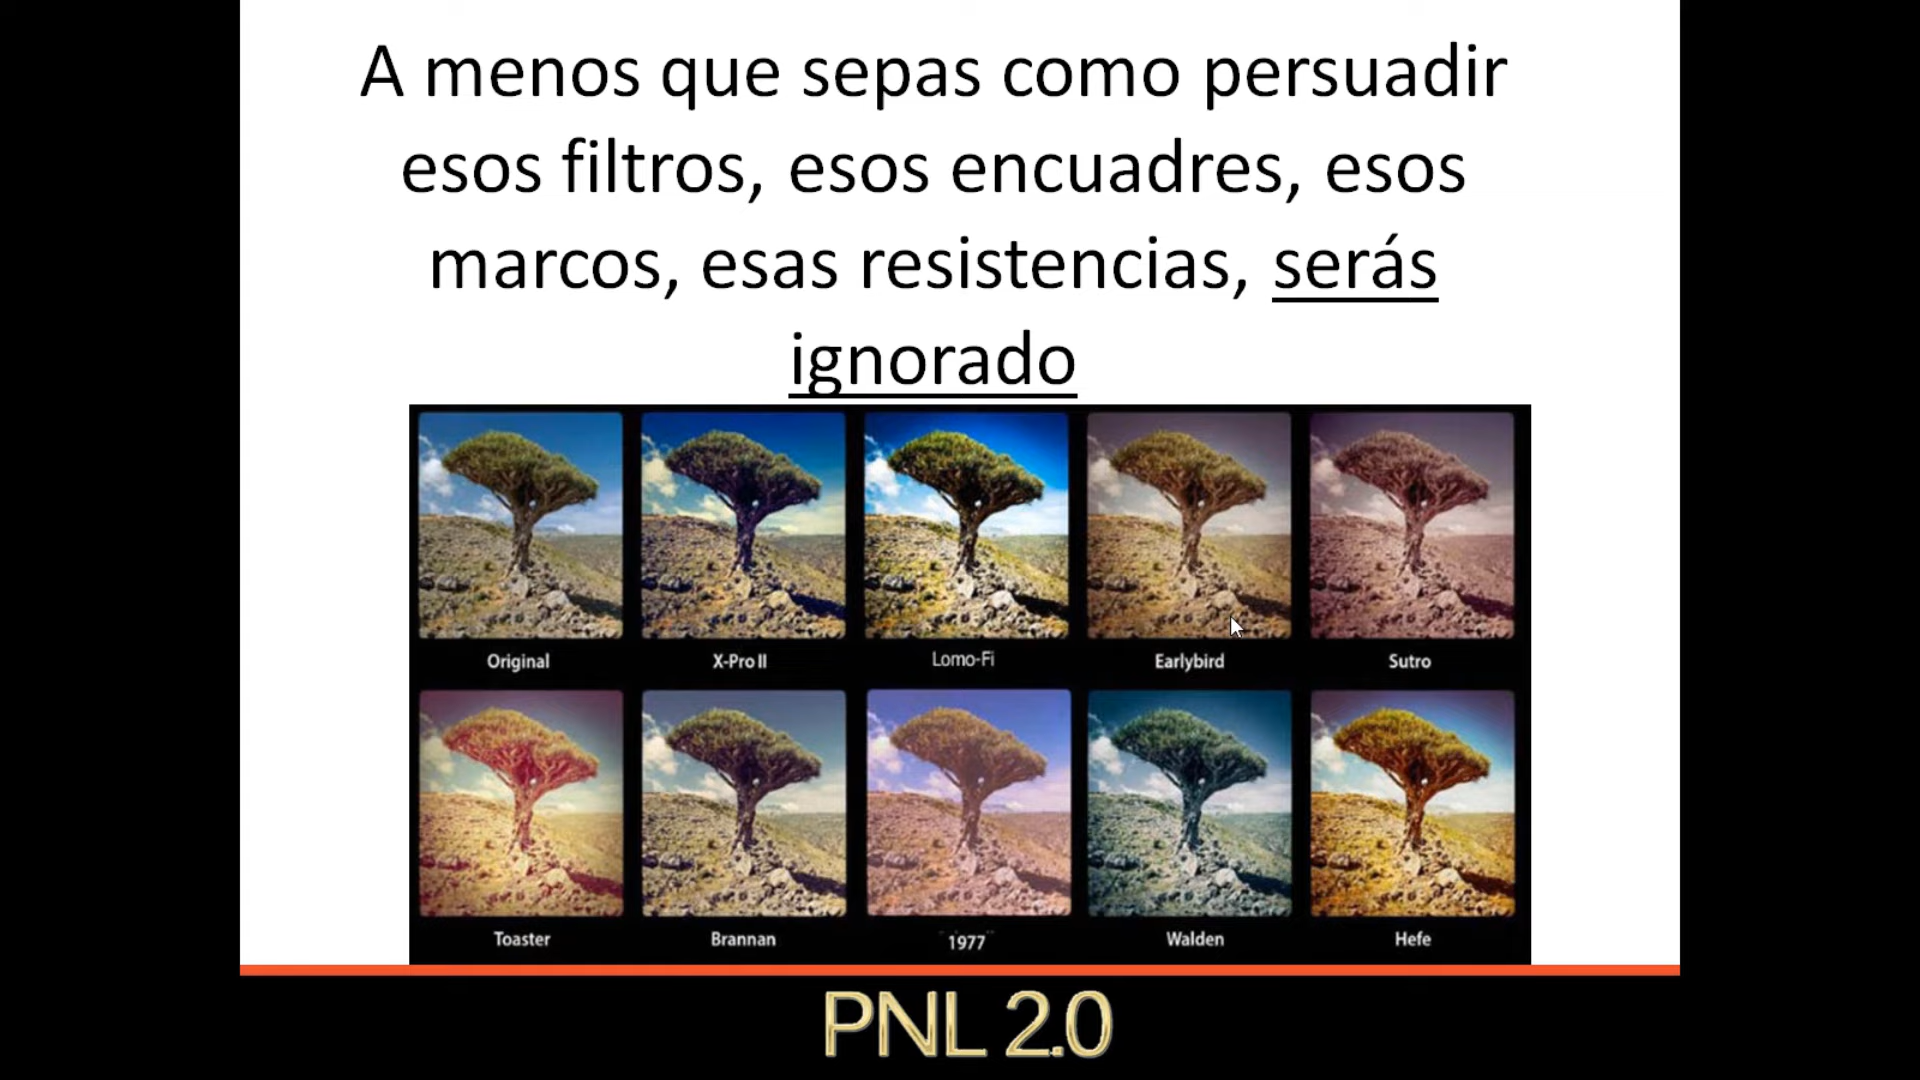 A menos que sepas como persuadir
esos filtros, esos encuadres, esos
marcos, esas resistencias, serás
ignorado
Original
X-Pro II
Lomo-Fi
Earlybird
Sutro
Toaster
Brannan
1977
Walden
Hefe
PNL 2.0